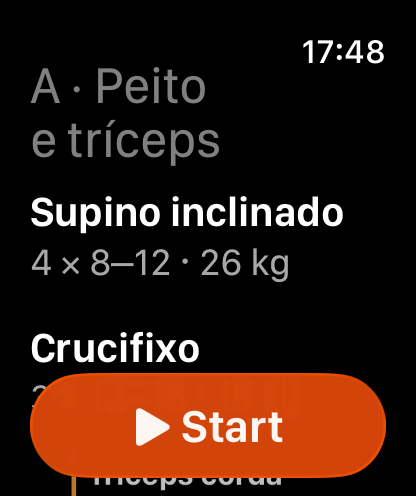 17:48
A · Peito
e tríceps
Supino inclinado
4 × 8–12 · 26 kg
Crucifixo
Start